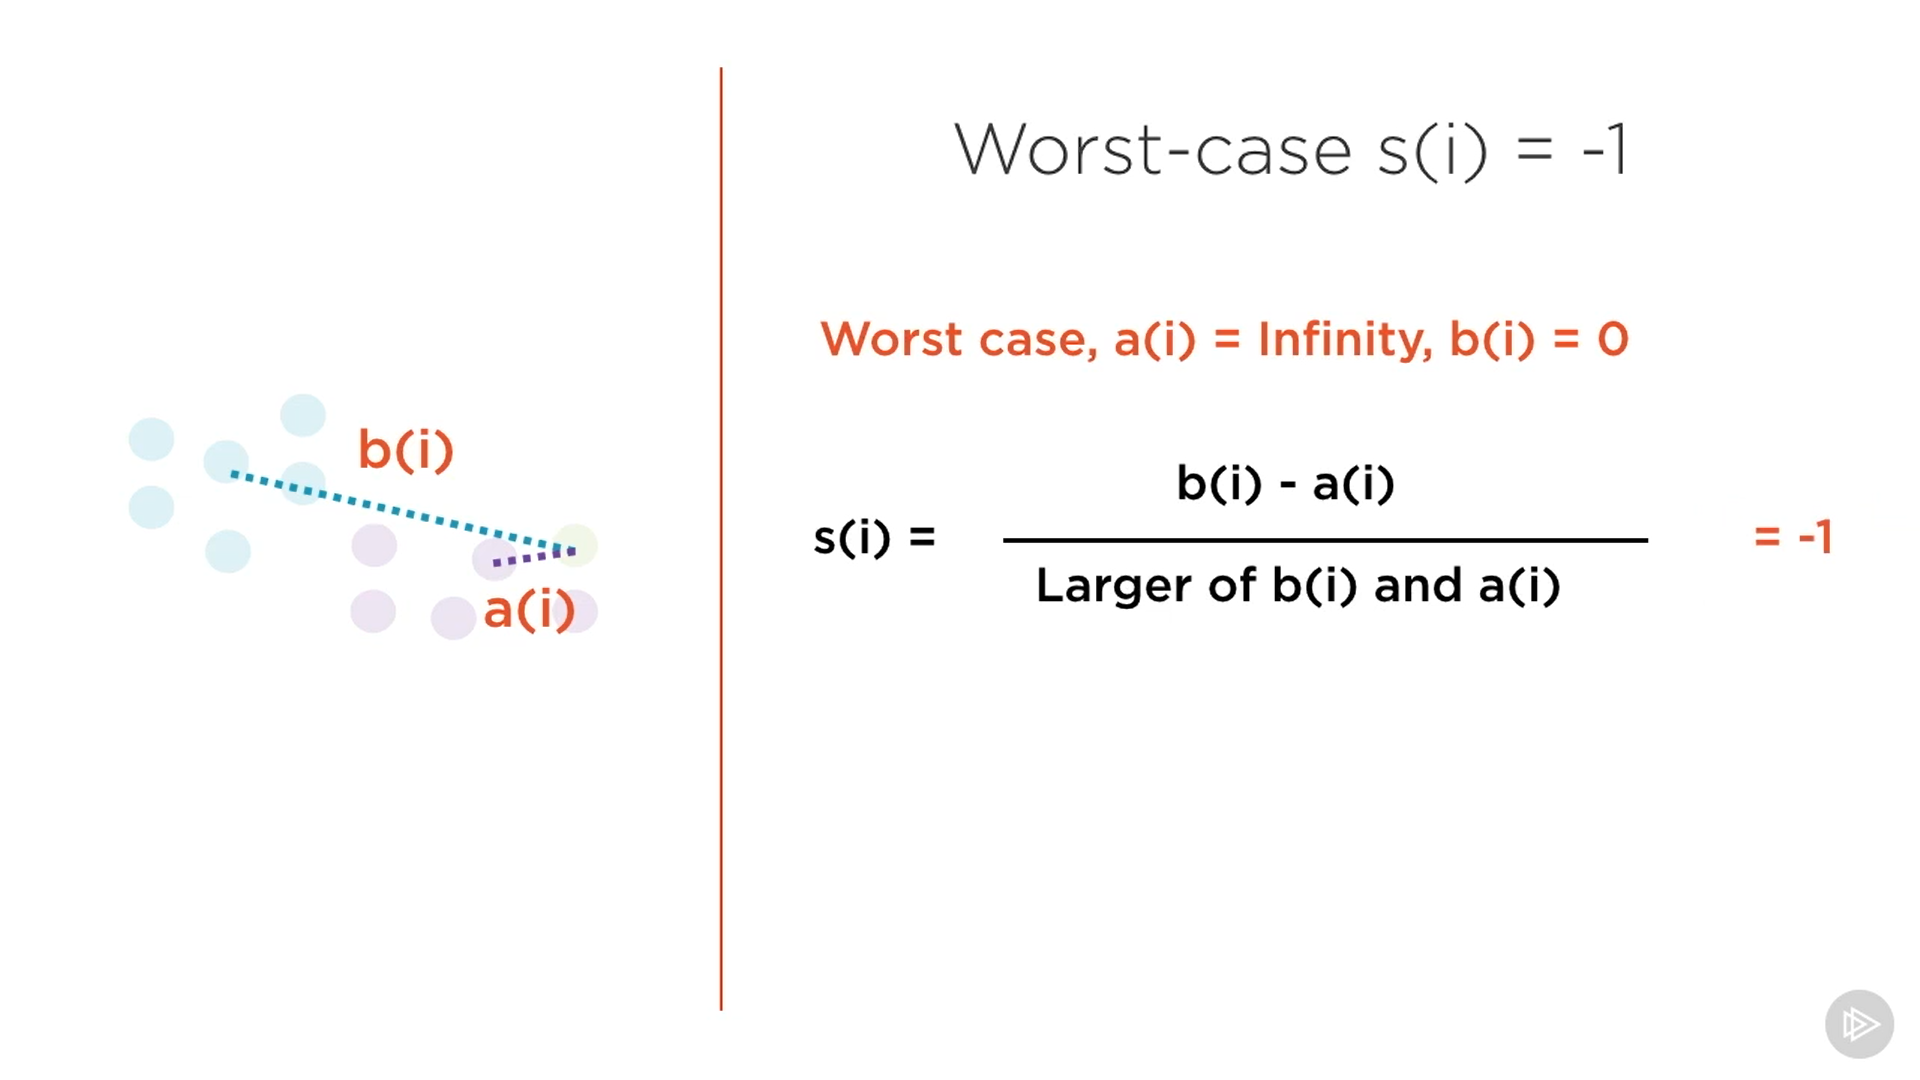 Worst-case s(i) = -1
Worst case, a(i) = Infinity, b(i) = 0
b(i)
a(i)
b(i) - a(i)
s(i) =
= -1
Larger of b(i) and a(i)